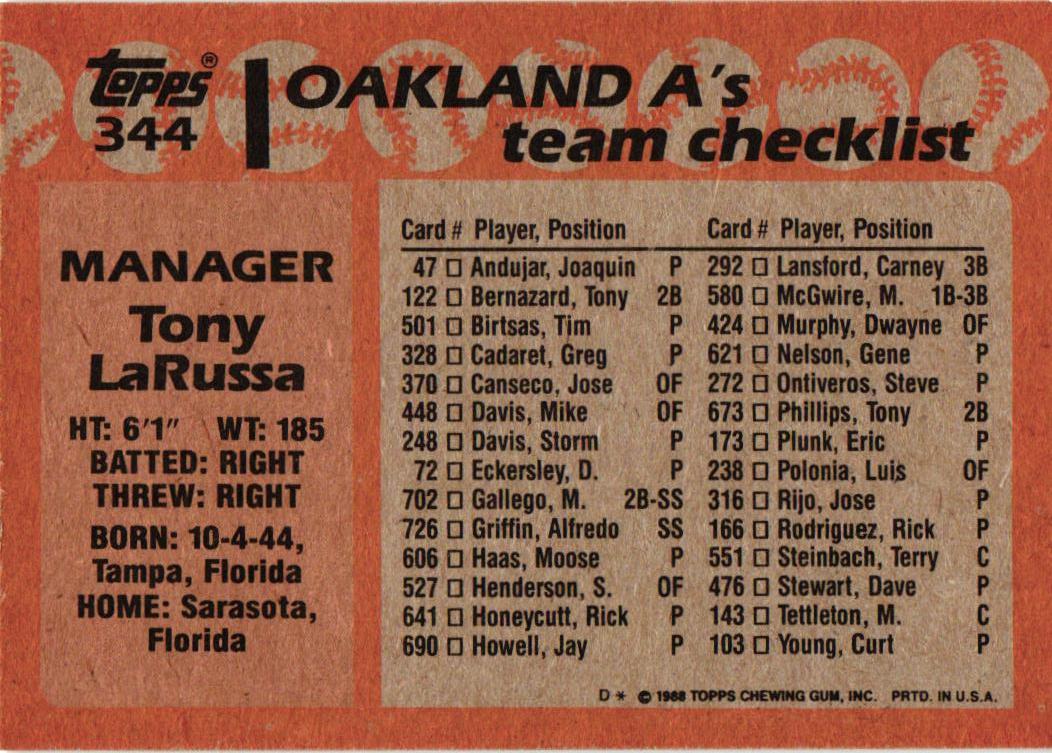 topps®
344
OAKLAND A's
team checklist
MANAGER
Tony
LaRussa
HT: 6'1" WT: 185
BATTED: RIGHT
THREW: RIGHT
BORN: 10-4-44,
Tampa, Florida
HOME: Sarasota,
Florida
Card # Player, Position
47 □ Andujar, Joaquin P
122 □ Bernazard, Tony 2B
501 □ Birtsas, Tim P
328 □ Cadaret, Greg P
370 □ Canseco, Jose OF
448 □ Davis, Mike OF
248 □ Davis, Storm P
72 □ Eckersley, D. P
702 □ Gallego, M. 2B-SS
726 □ Griffin, Alfredo SS
606 □ Haas, Moose P
527 □ Henderson, S. OF
641 □ Honeycutt, Rick P
690 □ Howell, Jay P
Card # Player, Position
292 □ Lansford, Carney 3B
580 □ McGwire, M. 1B-3B
424 □ Murphy, Dwayne OF
621 □ Nelson, Gene P
272 □ Ontiveros, Steve P
673 □ Phillips, Tony 2B
173 □ Plunk, Eric P
238 □ Polonia, Luis OF
316 □ Rijo, Jose P
166 □ Rodriguez, Rick P
551 □ Steinbach, Terry C
476 □ Stewart, Dave P
143 □ Tettleton, M. C
103 □ Young, Curt P
D * © 1988 TOPPS CHEWING GUM, INC. PRTD. IN U.S.A.